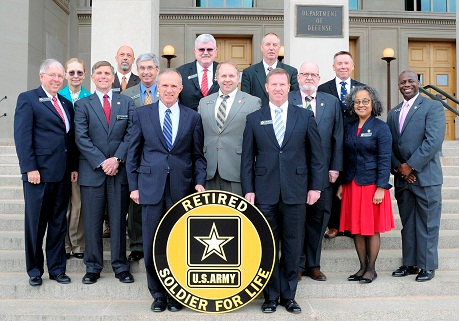 DEPARTMENT
OF
DEFENSE
RETIRED
U.S. ARMY
SOLDIER FOR LIFE